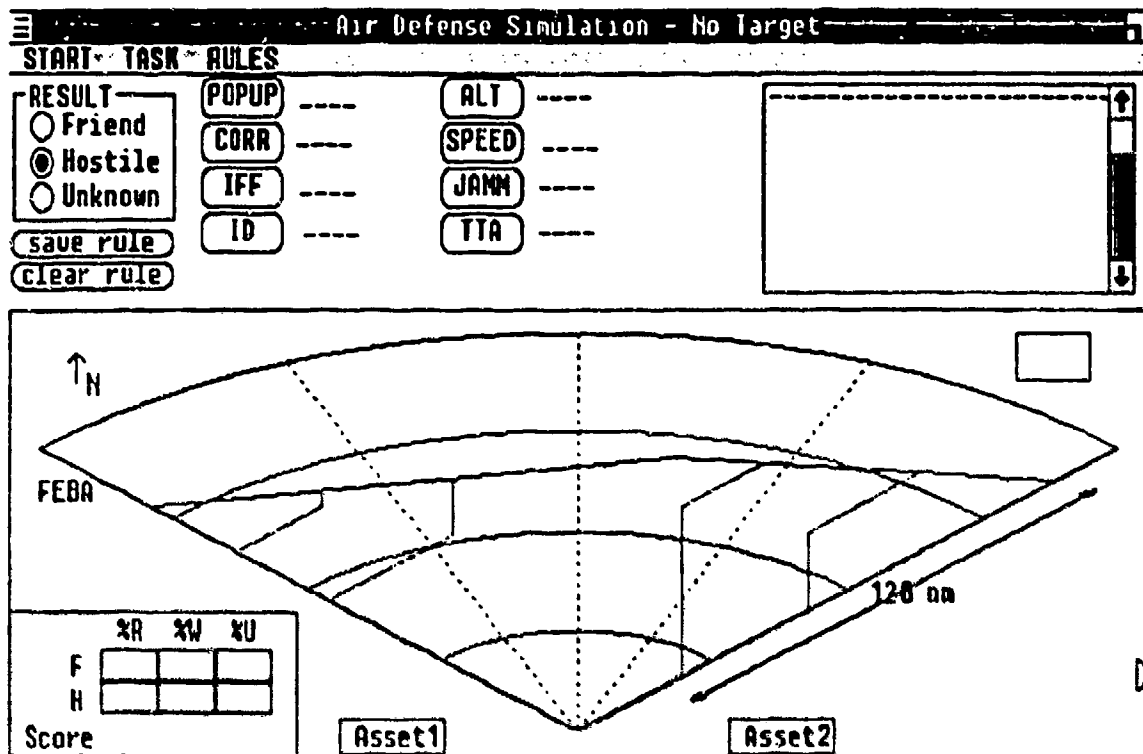 Air Defense Simulation - No Target
START TASK RULES
RESULT
Friend
Hostile
Unknown
save rule
clear rule
POPUP ----
CORR ----
IFF ----
ID ----
ALT ----
SPEED ----
JAMM ----
TTA ----
N
FEBA
120 nm
%R %W %U
F
H
Score
Asset1
Asset2
D